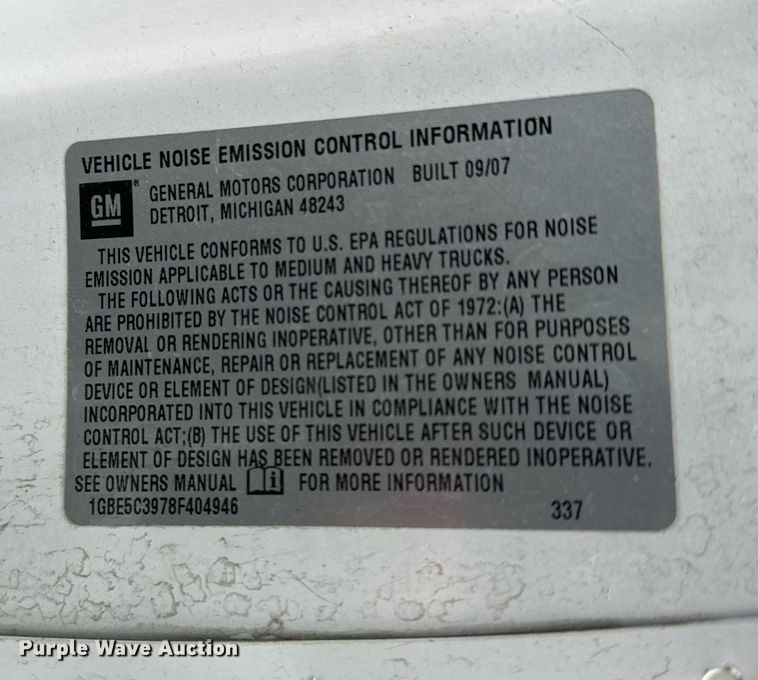 VEHICLE NOISE EMISSION CONTROL INFORMATION
GM ® GENERAL MOTORS CORPORATION BUILT 09/07
DETROIT, MICHIGAN 48243
THIS VEHICLE CONFORMS TO U.S. EPA REGULATIONS FOR NOISE
EMISSION APPLICABLE TO MEDIUM AND HEAVY TRUCKS.
THE FOLLOWING ACTS OR THE CAUSING THEREOF BY ANY PERSON
ARE PROHIBITED BY THE NOISE CONTROL ACT OF 1972:(A) THE
REMOVAL OR RENDERING INOPERATIVE, OTHER THAN FOR PURPOSES
OF MAINTENANCE, REPAIR OR REPLACEMENT OF ANY NOISE CONTROL
DEVICE OR ELEMENT OF DESIGN(LISTED IN THE OWNERS MANUAL)
INCORPORATED INTO THIS VEHICLE IN COMPLIANCE WITH THE NOISE
CONTROL ACT;(B) THE USE OF THIS VEHICLE AFTER SUCH DEVICE OR
ELEMENT OF DESIGN HAS BEEN REMOVED OR RENDERED INOPERATIVE.
SEE OWNERS MANUAL i FOR MORE INFORMATION
1GBE5C3978F404946 337
Purple Wave Auction